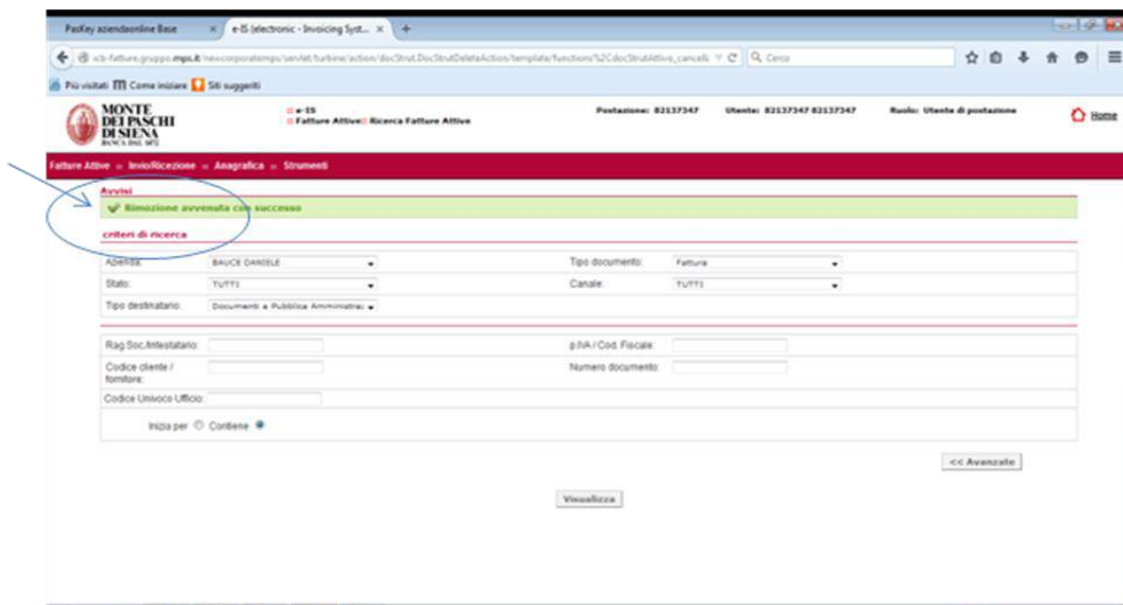 PasKey aziendaonline Base × e-IS (electronic - Invoicing Syst... × +
Cerca
Più visitati Come iniziare Siti suggeriti
MONTE
DEI PASCHI
DI SIENA
BANCA DAL 1472
e-IS
Fatture Attive Ricerca Fatture Attive
Postazione: 82137347 Utente: 82137347 82137347 Ruolo: Utente di postazione Home
Fatture Attive Invio/Ricezione Anagrafica Strumenti
Avvisi
Rimozione avvenuta con successo
criteri di ricerca
Azienda: BAUCE DANIELE Tipo documento: Fattura
Stato: TUTTI Canale: TUTTI
Tipo destinatario: Documenti a Pubblica Amministraz
Rag.Soc./Intestatario: p.IVA / Cod. Fiscale:
Codice cliente / Numero documento:
fornitore:
Codice Univoco Ufficio:
Inizia per Contiene
<< Avanzate
Visualizza